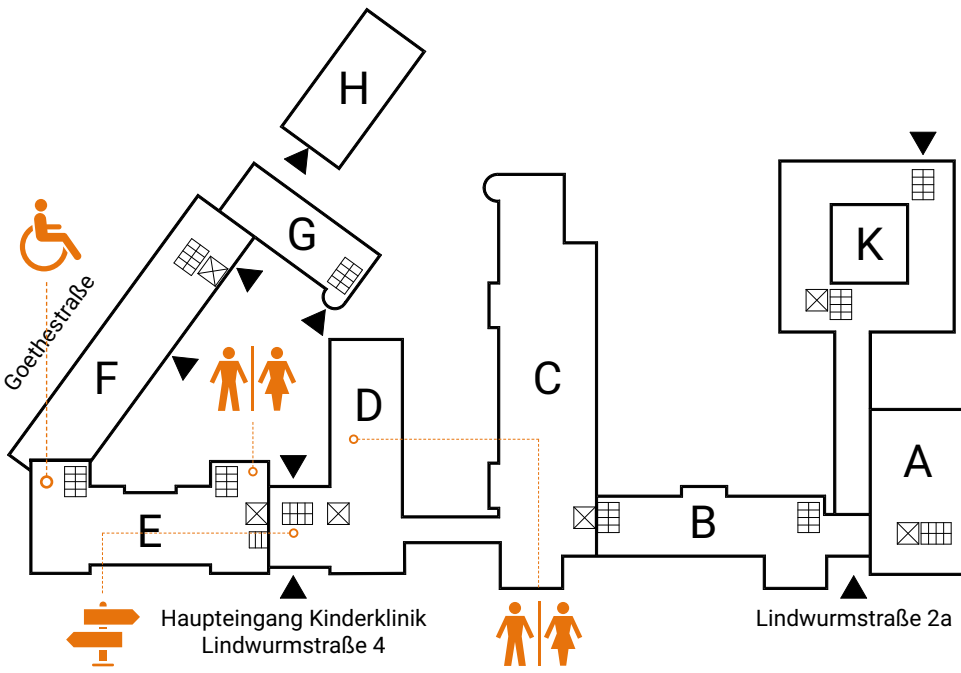 H
G
K
Goethestraße
F
D
C
A
E
B
Haupteingang Kinderklinik
Lindwurmstraße 4
Lindwurmstraße 2a